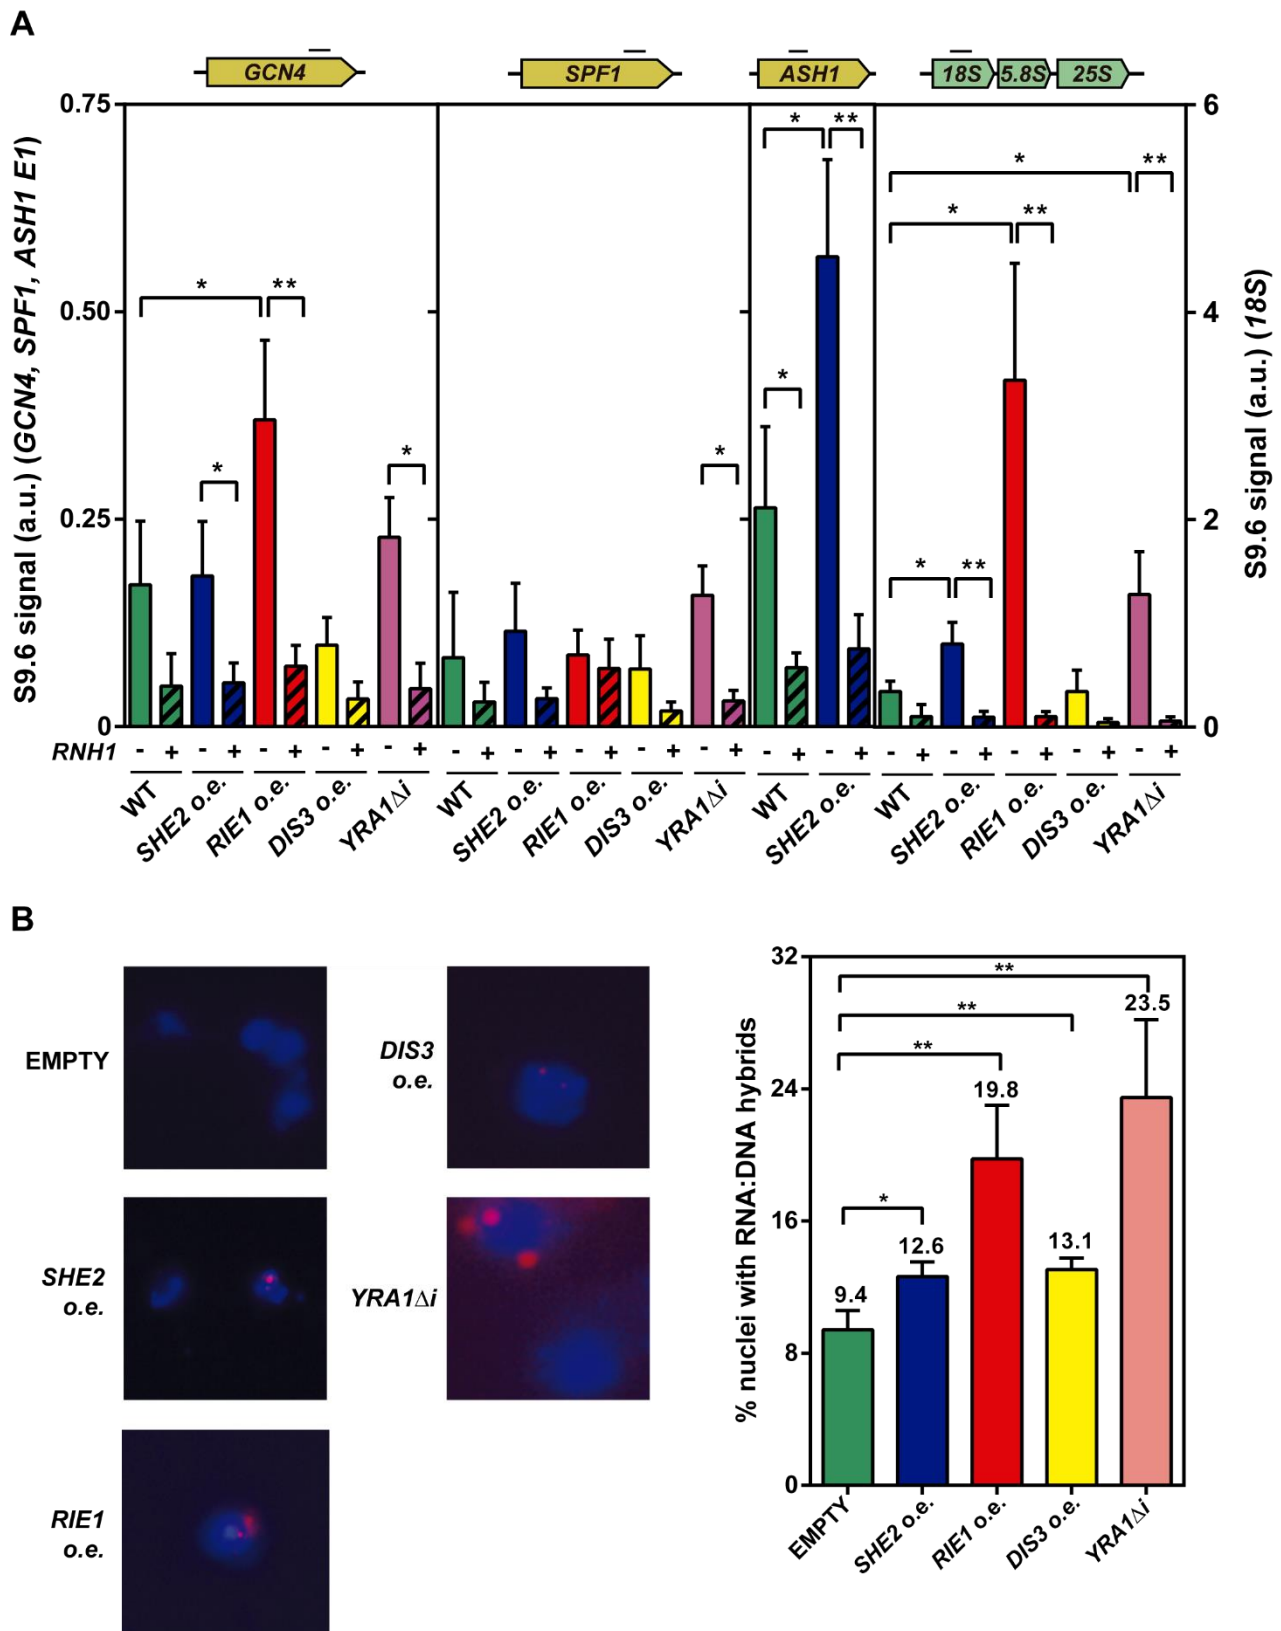 A
GCN4 SPF1 ASH1 18S 5.8S 25S
S9.6 signal (a.u.) (GCN4, SPF1, ASH1 E1)
0.75
0.50
0.25
0
6
4
2
0
S9.6 signal (a.u.) (18S)
* ** * * * * * ** * * ** * ** * **
RNH1 - + - + - + - + - + - + - + - + - + - + - + - + - + - + - + - + - +
WT SHE2 o.e. RIE1 o.e. DIS3 o.e. YRA1Δi WT SHE2 o.e. RIE1 o.e. DIS3 o.e. YRA1Δi WT SHE2 o.e. WT SHE2 o.e. RIE1 o.e. DIS3 o.e. YRA1Δi
B
EMPTY
DIS3
o.e.
SHE2
o.e.
YRA1Δi
RIE1
o.e.
% nuclei with RNA:DNA hybrids
32
24
16
8
0
**
**
**
*
9.4
12.6
19.8
13.1
23.5
EMPTY SHE2 o.e. RIE1 o.e. DIS3 o.e. YRA1Δi